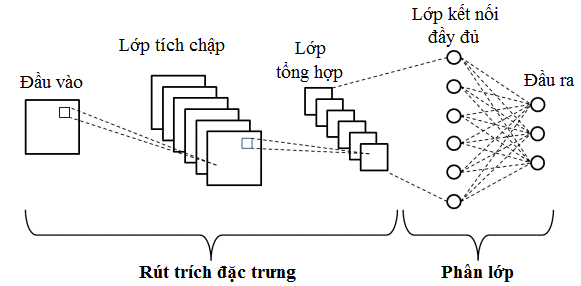 Đầu vào
Lớp tích chập
Lớp
tổng hợp
Lớp kết nối
đầy đủ
Đầu ra
Rút trích đặc trưng
Phân lớp